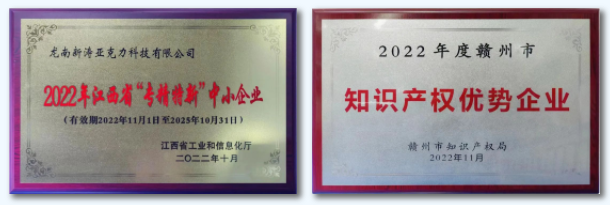 龙南新涛亚克力科技有限公司
2022年江西省“专精特新”中小企业
（有效期2022年11月1日至2025年10月31日）
江西省工业和信息化厅
二〇二二年十月
2022年度赣州市
知识产权优势企业
赣州市知识产权局
2022年11月